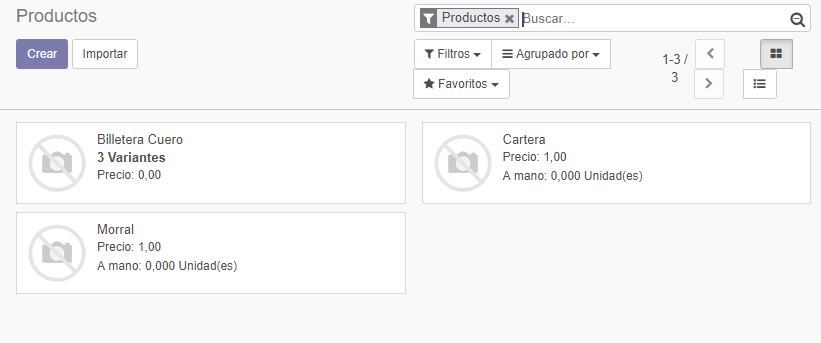 Productos
Productos Buscar...
Crear Importar
Filtros Agrupado por
1-3 / 3
Favoritos
Billetera Cuero
3 Variantes
Precio: 0,00
Cartera
Precio: 1,00
A mano: 0,000 Unidad(es)
Morral
Precio: 1,00
A mano: 0,000 Unidad(es)